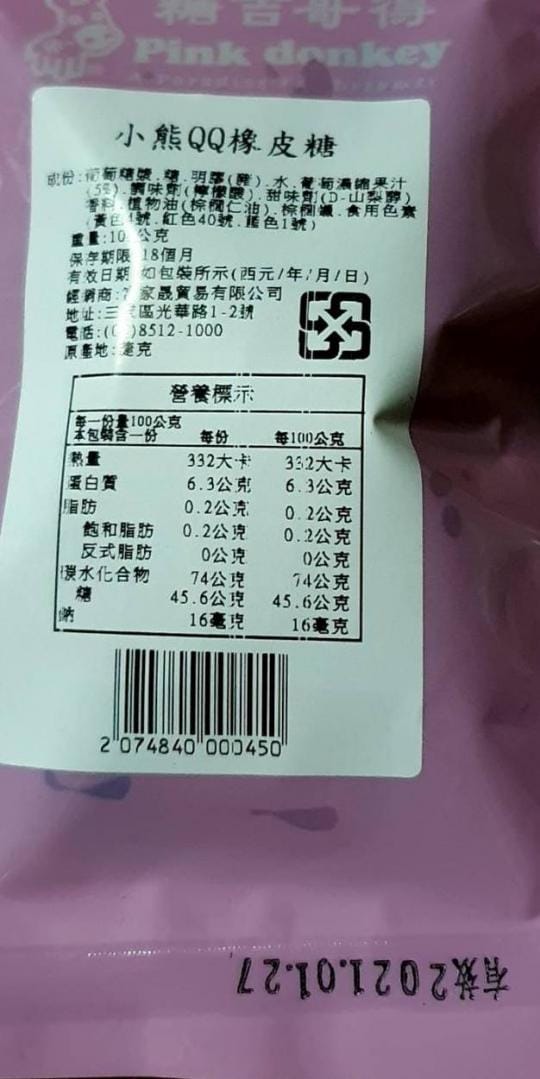 糖吉哥得
Pink donkey
小熊QQ橡皮糖
成份:葡萄糖漿.糖.明膠(豬).水.葡萄濃縮果汁
(5%).調味劑(檸檬酸).甜味劑(D-山梨醇)
香料.植物油(棕櫚仁油).棕櫚蠟.食用色素
(黃色4號.紅色40號.藍色1號)
重量:10 公克
保存期限 18個月
有效日期 如包裝所示(西元/年/月/日)
經銷商: 家晟貿易有限公司
地址:三 區光華路1-2號
電話:(0 )8512-1000
原產地:捷克
營養標示
每一份量100公克
本包裝含一份 每份 每100公克
熱量 332大卡 332大卡
蛋白質 6.3公克 6.3公克
脂肪 0.2公克 0.2公克
飽和脂肪 0.2公克 0.2公克
反式脂肪 0公克 0公克
碳水化合物 74公克 74公克
糖 45.6公克 45.6公克
鈉 16毫克 16毫克
2 074840 000450
有效2021.01.27